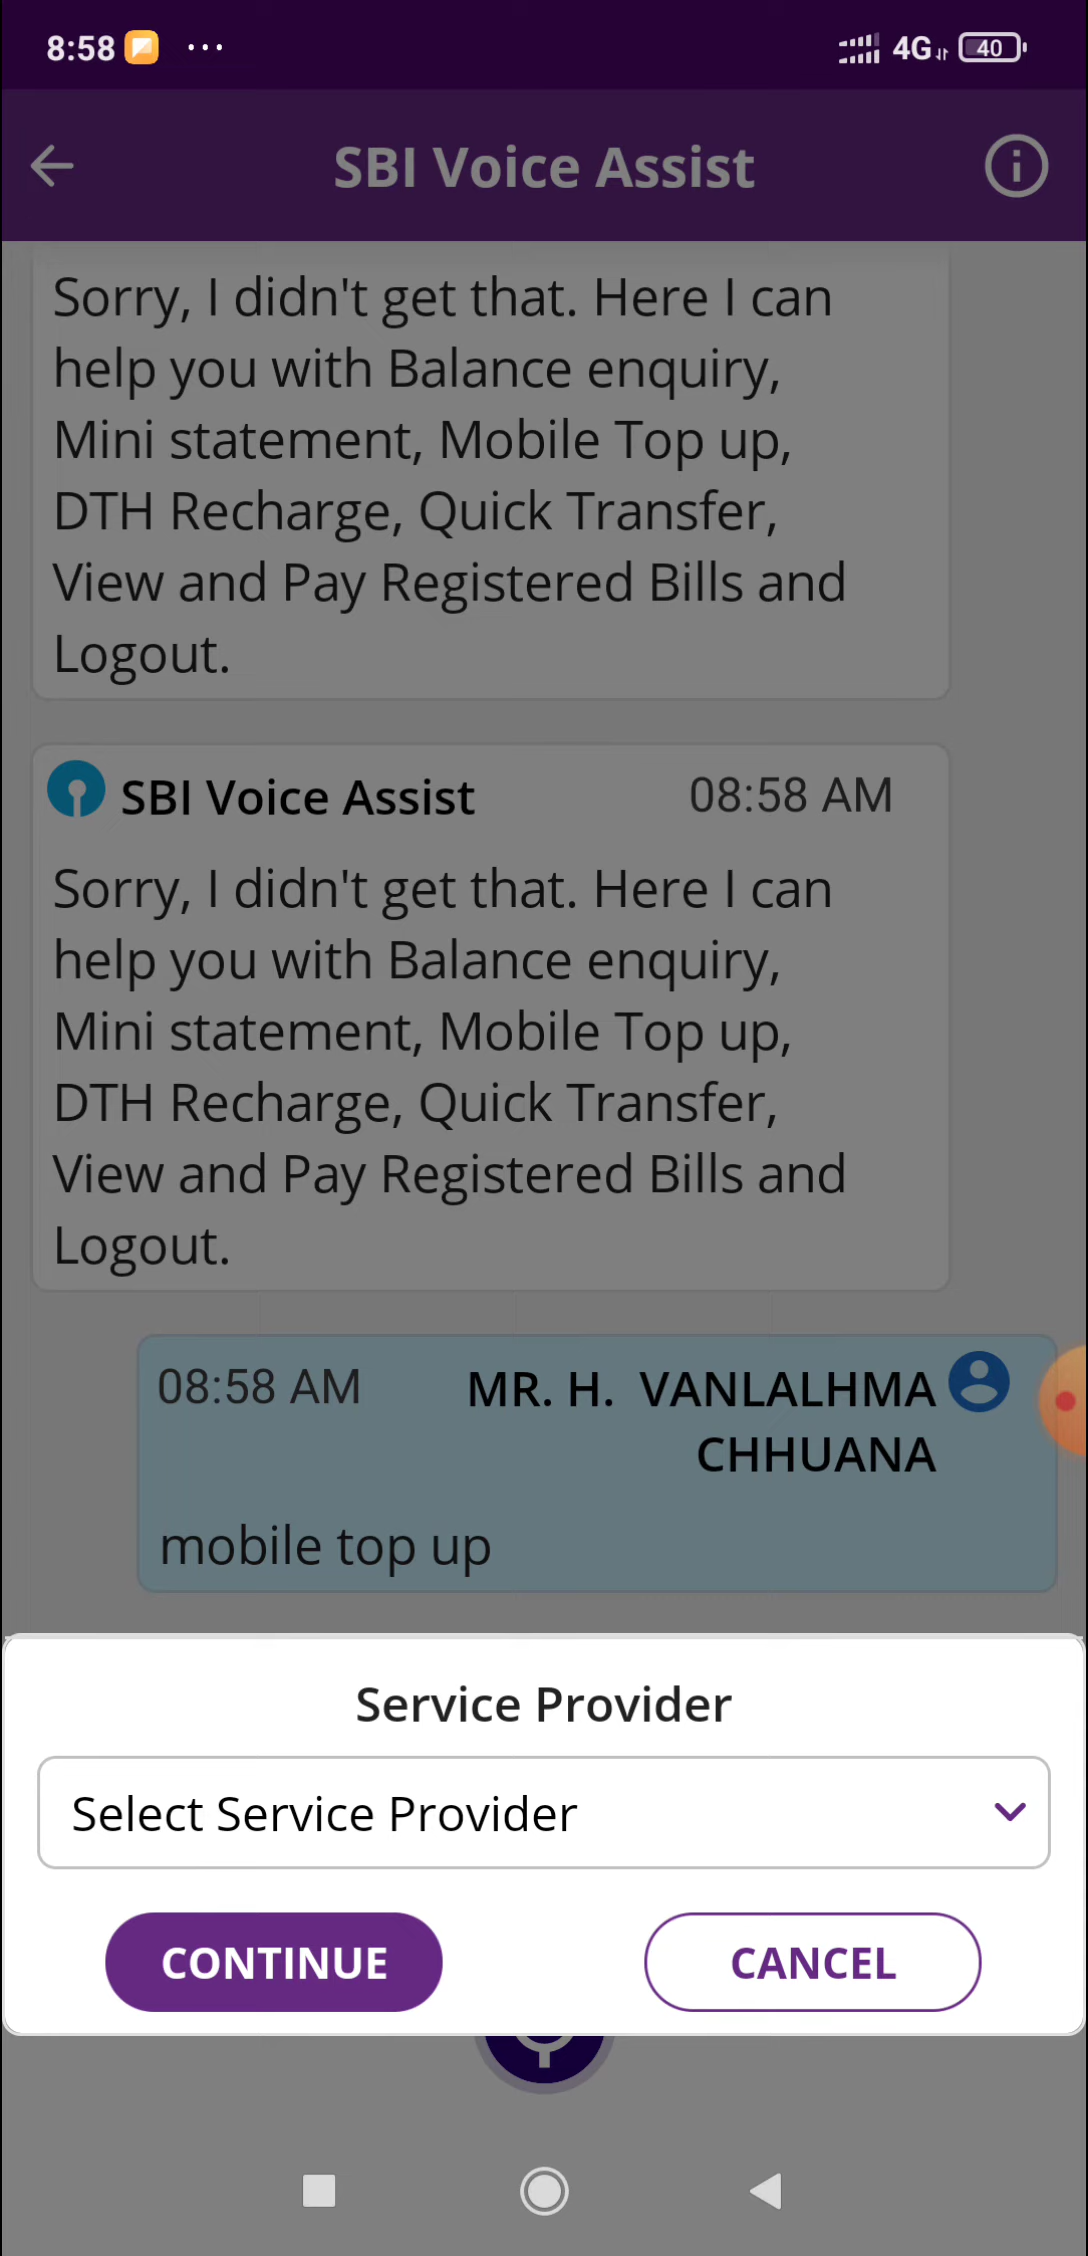 8:58 ... 4G 40
SBI Voice Assist
Sorry, I didn't get that. Here I can
help you with Balance enquiry,
Mini statement, Mobile Top up,
DTH Recharge, Quick Transfer,
View and Pay Registered Bills and
Logout.
SBI Voice Assist 08:58 AM
Sorry, I didn't get that. Here I can
help you with Balance enquiry,
Mini statement, Mobile Top up,
DTH Recharge, Quick Transfer,
View and Pay Registered Bills and
Logout.
08:58 AM MR. H. VANLALHMA
CHHUANA
mobile top up
Service Provider
Select Service Provider
CONTINUE CANCEL